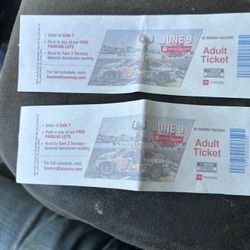 • Enter at Gate 7
• Park in any of our FREE
PARKING LOTS
• Head to Turn 2 Terrace -
General Admission seating
For full schedule, visit
SonomaRaceway.com
JUNE 9
SONOMA RACEWAY
Adult
Ticket
TOYOTA
• Enter at Gate 7
• Park in any of our FREE
PARKING LOTS
• Head to Turn 2 Terrace -
General Admission seating
For full schedule, visit
SonomaRaceway.com
JUNE 9
SONOMA RACEWAY
Adult
Ticket
TOYOTA